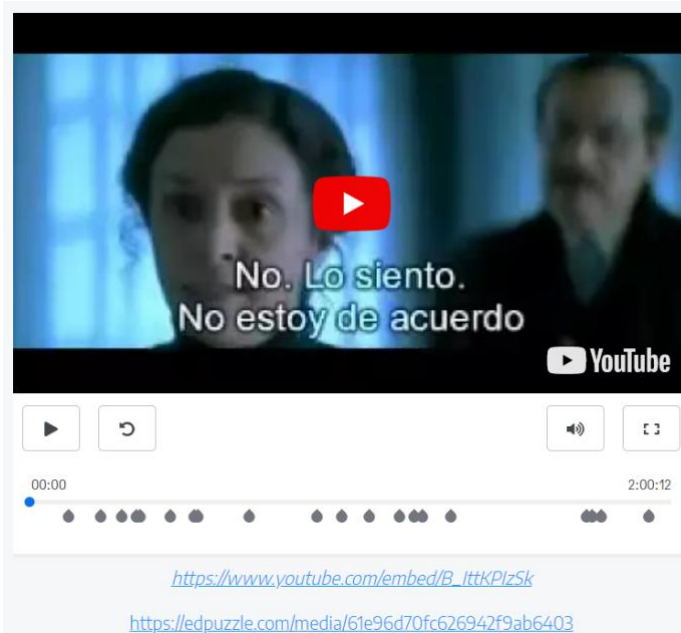 No. Lo siento.
No estoy de acuerdo
YouTube
00:00 2:00:12
https://www.youtube.com/embed/B_IttKPIzSk
https://edpuzzle.com/media/61e96d70fc626942f9ab6403